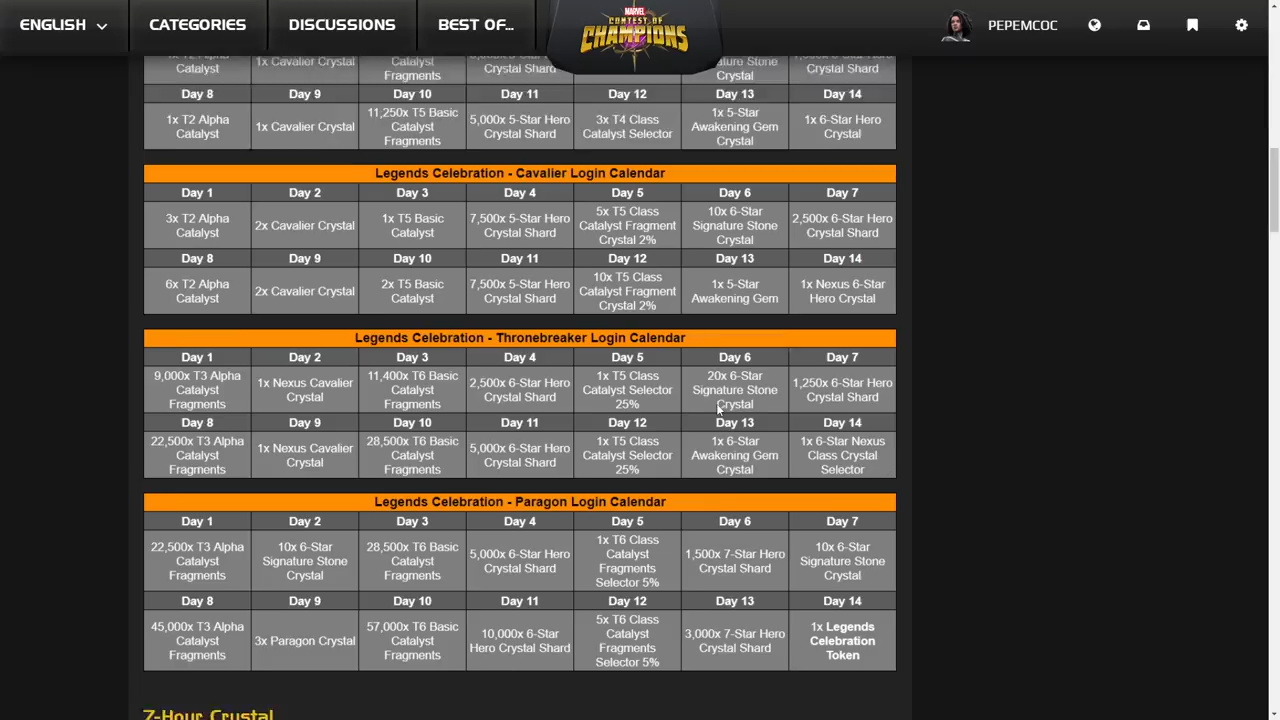 ENGLISH CATEGORIES DISCUSSIONS BEST OF... MARVEL CONTEST OF CHAMPIONS PEPEMCOC
Catalyst 1x Cavalier Crystal Catalyst Fragments Crystal Shard Crystal Crystal Shard
Day 8 Day 9 Day 10 Day 11 Day 12 Day 13 Day 14
1x T2 Alpha
Catalyst
1x Cavalier Crystal
11,250x T5 Basic
Catalyst
Fragments
5,000x 5-Star Hero
Crystal Shard
3x T4 Class
Catalyst Selector
1x 5-Star
Awakening Gem
Crystal
1x 6-Star Hero
Crystal
Legends Celebration - Cavalier Login Calendar
Day 1 Day 2 Day 3 Day 4 Day 5 Day 6 Day 7
3x T2 Alpha
Catalyst
2x Cavalier Crystal
1x T5 Basic
Catalyst
7,500x 5-Star Hero
Crystal Shard
5x T5 Class
Catalyst Fragment
Crystal 2%
10x 6-Star
Signature Stone
Crystal
2,500x 6-Star Hero
Crystal Shard
Day 8 Day 9 Day 10 Day 11 Day 12 Day 13 Day 14
6x T2 Alpha
Catalyst
2x Cavalier Crystal
2x T5 Basic
Catalyst
7,500x 5-Star Hero
Crystal Shard
10x T5 Class
Catalyst Fragment
Crystal 2%
1x 5-Star
Awakening Gem
1x Nexus 6-Star
Hero Crystal
Legends Celebration - Thronebreaker Login Calendar
Day 1 Day 2 Day 3 Day 4 Day 5 Day 6 Day 7
9,000x T3 Alpha
Catalyst
Fragments
1x Nexus Cavalier
Crystal
11,400x T6 Basic
Catalyst
Fragments
2,500x 6-Star Hero
Crystal Shard
1x T5 Class
Catalyst Selector
25%
20x 6-Star
Signature Stone
Crystal
1,250x 6-Star Hero
Crystal Shard
Day 8 Day 9 Day 10 Day 11 Day 12 Day 13 Day 14
22,500x T3 Alpha
Catalyst
Fragments
1x Nexus Cavalier
Crystal
28,500x T6 Basic
Catalyst
Fragments
5,000x 6-Star Hero
Crystal Shard
1x T5 Class
Catalyst Selector
25%
1x 6-Star
Awakening Gem
Crystal
1x 6-Star Nexus
Class Crystal
Selector
Legends Celebration - Paragon Login Calendar
Day 1 Day 2 Day 3 Day 4 Day 5 Day 6 Day 7
22,500x T3 Alpha
Catalyst
Fragments
10x 6-Star
Signature Stone
Crystal
28,500x T6 Basic
Catalyst
Fragments
5,000x 6-Star Hero
Crystal Shard
1x T6 Class
Catalyst
Fragments
Selector 5%
1,500x 7-Star Hero
Crystal Shard
10x 6-Star
Signature Stone
Crystal
Day 8 Day 9 Day 10 Day 11 Day 12 Day 13 Day 14
45,000x T3 Alpha
Catalyst
Fragments
3x Paragon Crystal
57,000x T6 Basic
Catalyst
Fragments
10,000x 6-Star
Hero Crystal Shard
5x T6 Class
Catalyst
Fragments
Selector 5%
3,000x 7-Star Hero
Crystal Shard
1x Legends
Celebration
Token
7-Hour Crystal